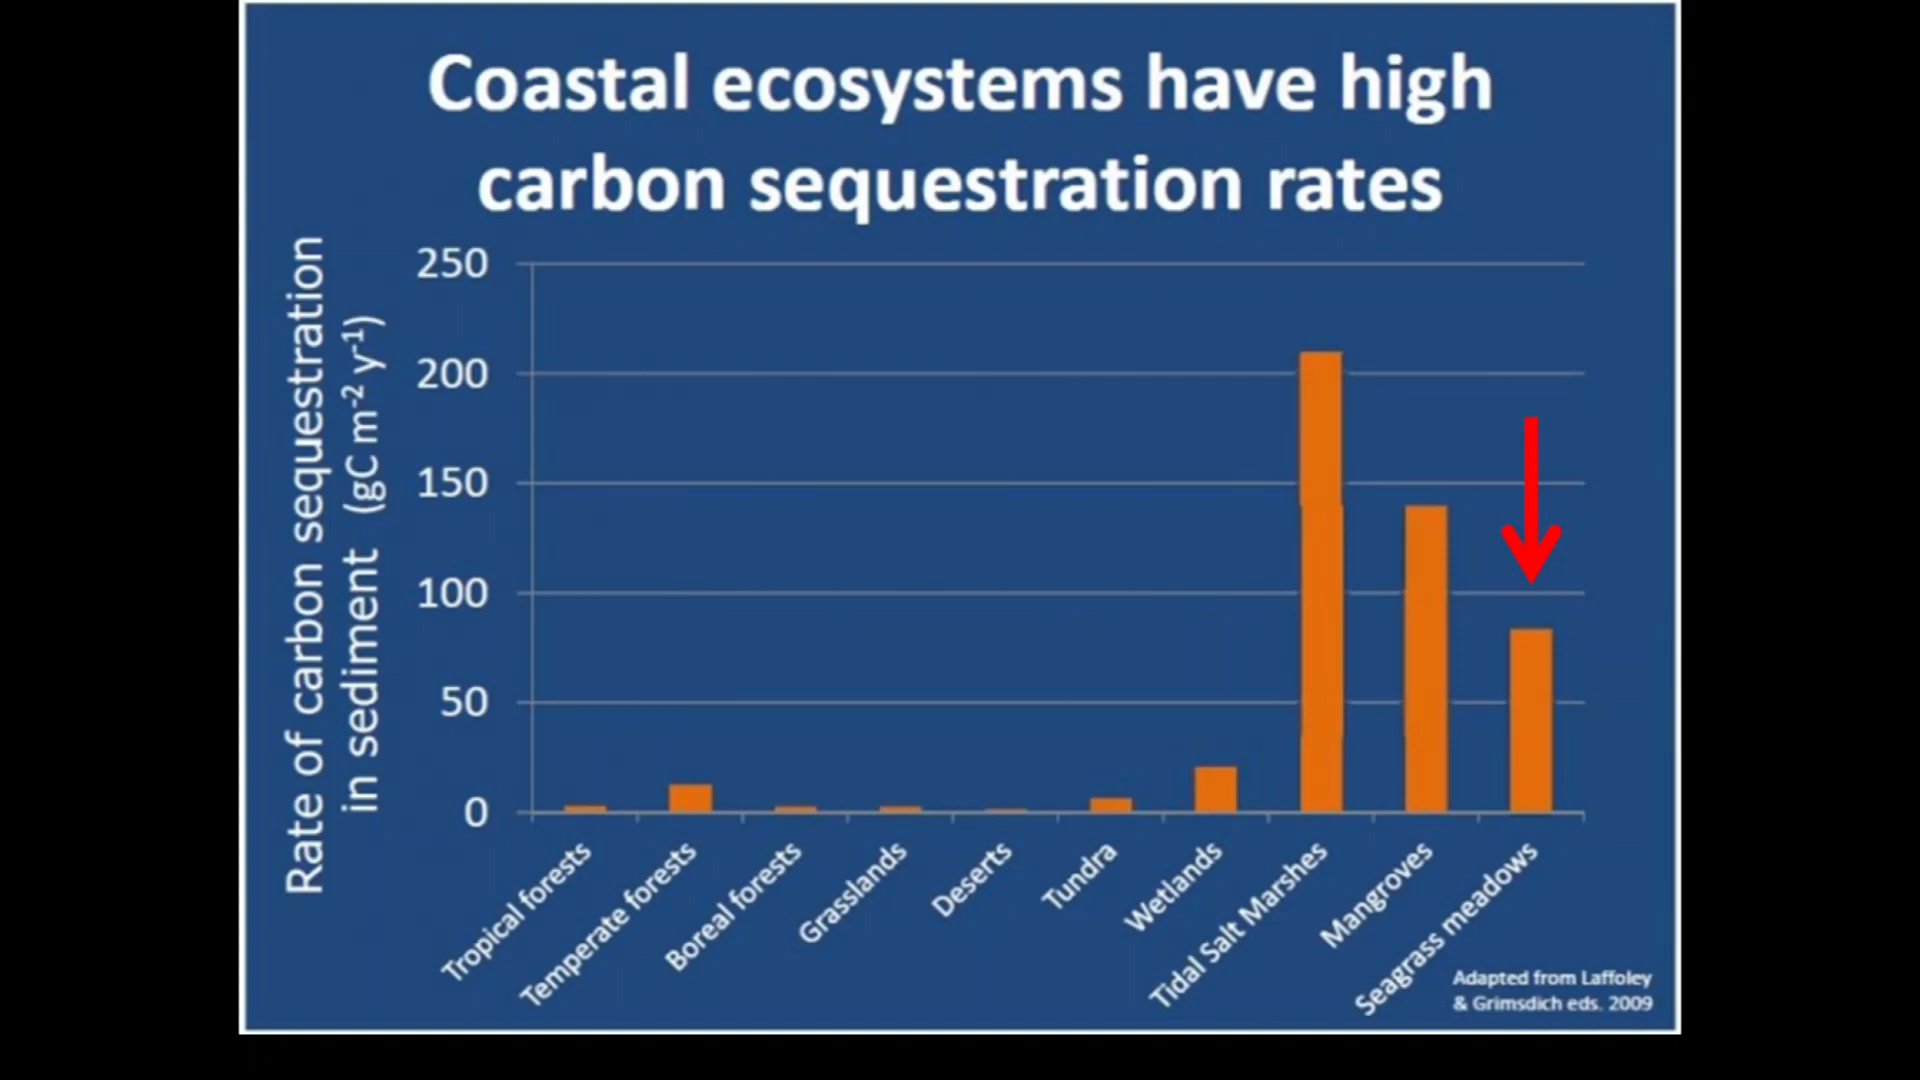 Coastal ecosystems have high
carbon sequestration rates
Rate of carbon sequestration
in sediment (gC m⁻² y⁻¹)
250
200
150
100
50
0
Tropical forests
Temperate forests
Boreal forests
Grasslands
Deserts
Tundra
Wetlands
Tidal Salt Marshes
Mangroves
Seagrass meadows
Adapted from Laffoley
& Grimsdich eds. 2009